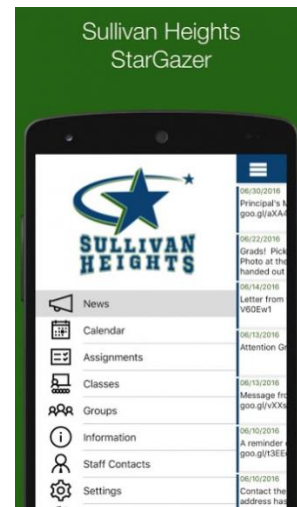 Sullivan Heights
StarGazer
SULLIVAN
HEIGHTS
News
Calendar
Assignments
Classes
Groups
Information
Staff Contacts
Settings
06/30/2016
Principal's
goo.gl/aXA
06/22/2016
Grads! Pick
Photo at the
handed out
06/14/2016
Letter from
V60Ew1
06/13/2016
Attention Gr
06/13/2016
Message fro
goo.gl/vXXs
06/10/2016
A reminder
goo.gl/t3EE
06/10/2016
Contact the
address has